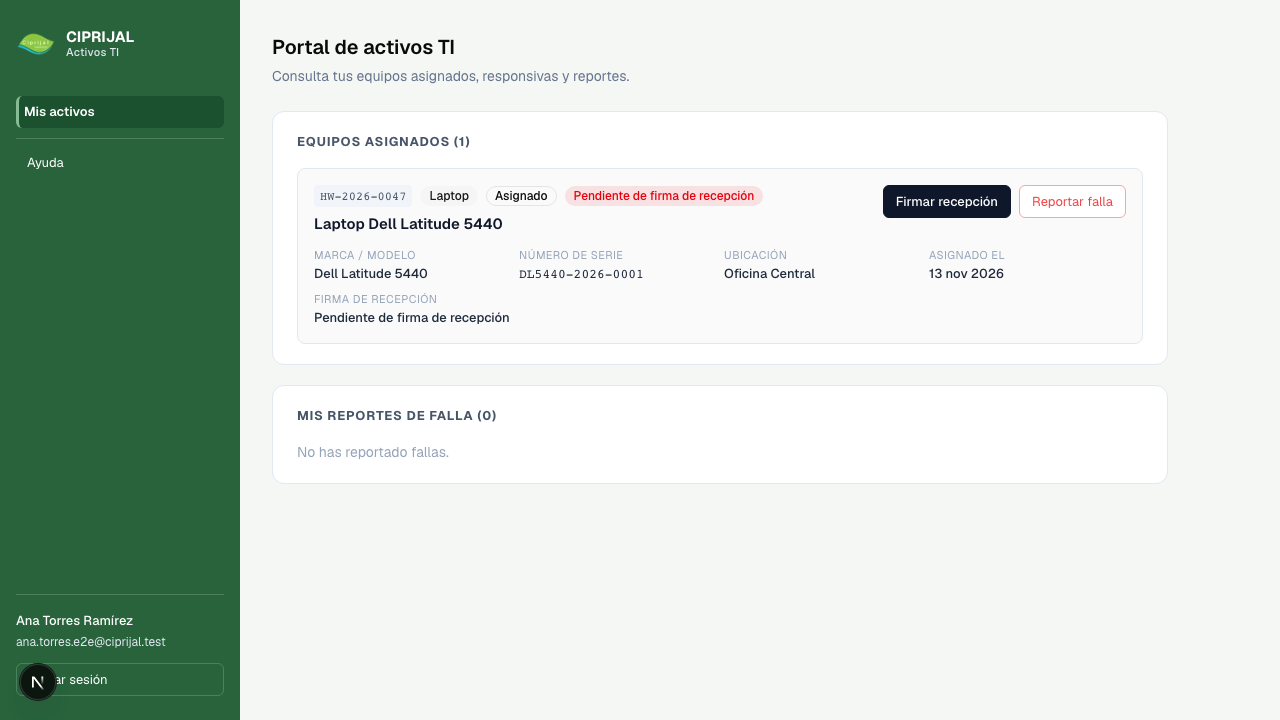 CIPRIJAL
Activos TI
Mis activos
Ayuda
Portal de activos TI
Consulta tus equipos asignados, responsivas y reportes.
EQUIPOS ASIGNADOS (1)
HW-2026-0047 Laptop Asignado Pendiente de firma de recepción
Firmar recepción Reportar falla
Laptop Dell Latitude 5440
MARCA / MODELO NÚMERO DE SERIE UBICACIÓN ASIGNADO EL
Dell Latitude 5440 DL5440-2026-0001 Oficina Central 13 nov 2026
FIRMA DE RECEPCIÓN
Pendiente de firma de recepción
MIS REPORTES DE FALLA (0)
No has reportado fallas.
Ana Torres Ramírez
ana.torres.e2e@ciprijal.test
N ar sesión